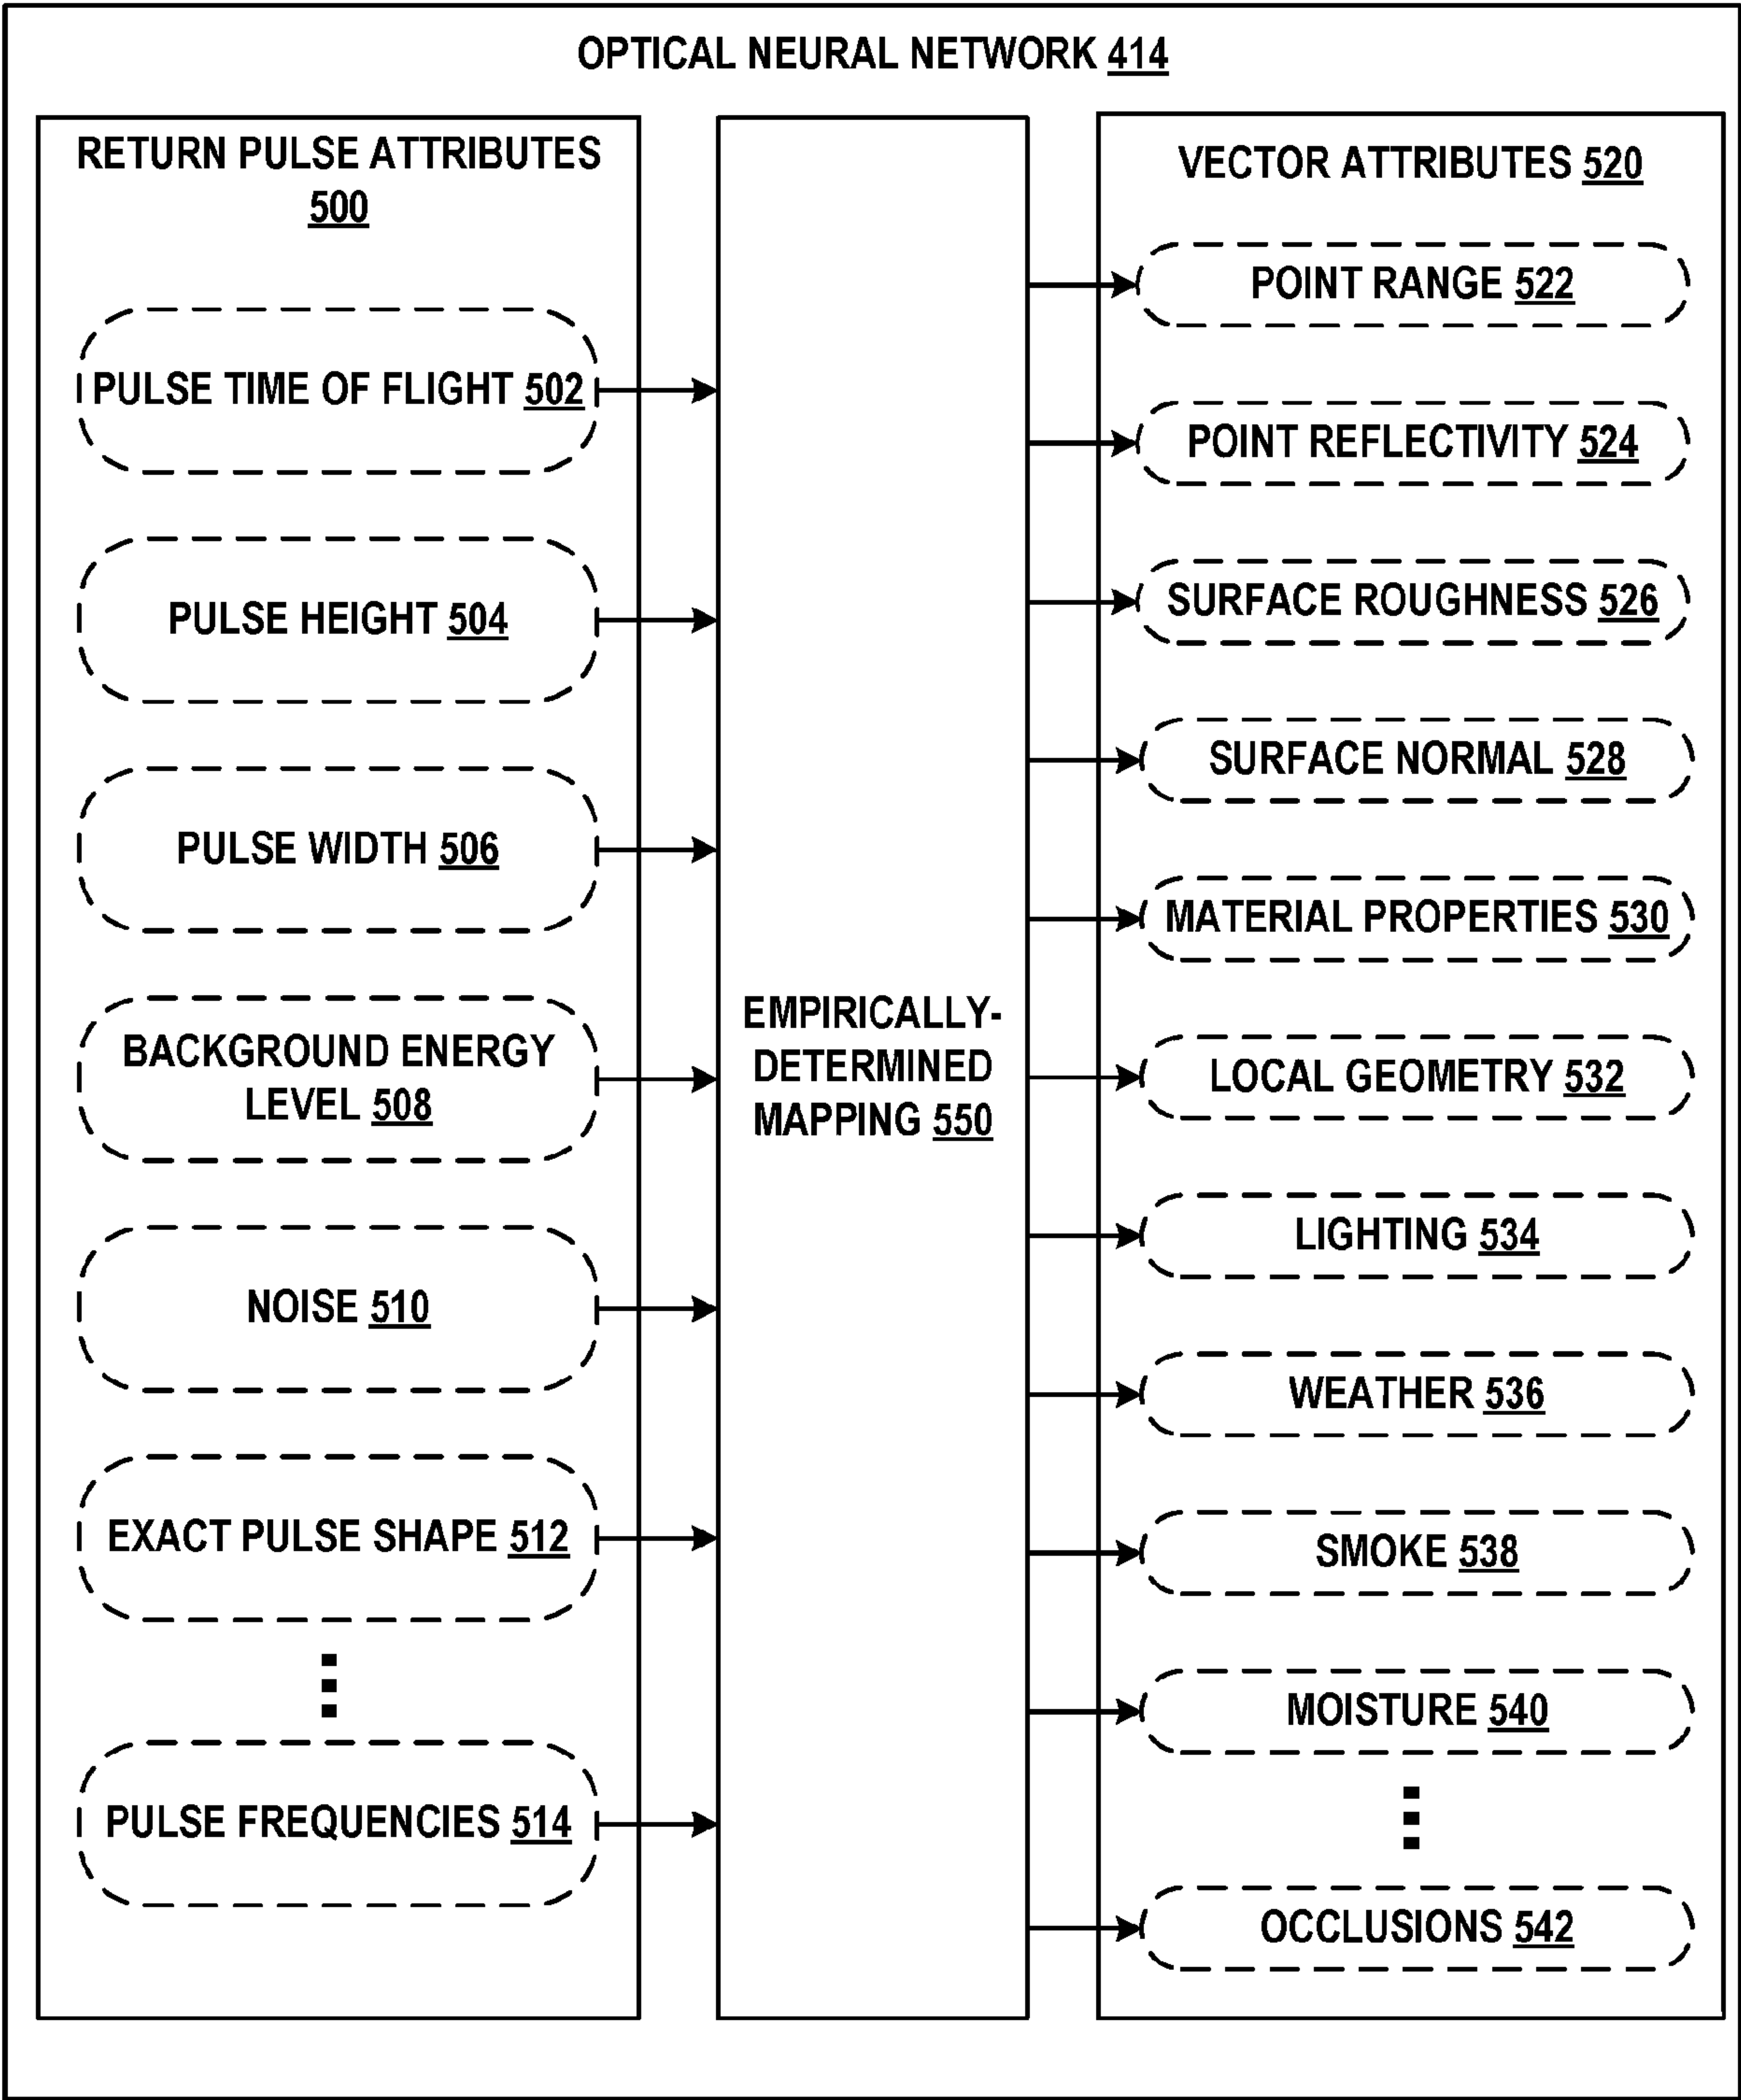 OPTICAL NEURAL NETWORK 414
RETURN PULSE ATTRIBUTES
500
PULSE TIME OF FLIGHT 502
PULSE HEIGHT 504
PULSE WIDTH 506
BACKGROUND ENERGY
LEVEL 508
NOISE 510
EXACT PULSE SHAPE 512
PULSE FREQUENCIES 514
EMPIRICALLY-
DETERMINED
MAPPING 550
VECTOR ATTRIBUTES 520
POINT RANGE 522
POINT REFLECTIVITY 524
SURFACE ROUGHNESS 526
SURFACE NORMAL 528
MATERIAL PROPERTIES 530
LOCAL GEOMETRY 532
LIGHTING 534
WEATHER 536
SMOKE 538
MOISTURE 540
OCCLUSIONS 542